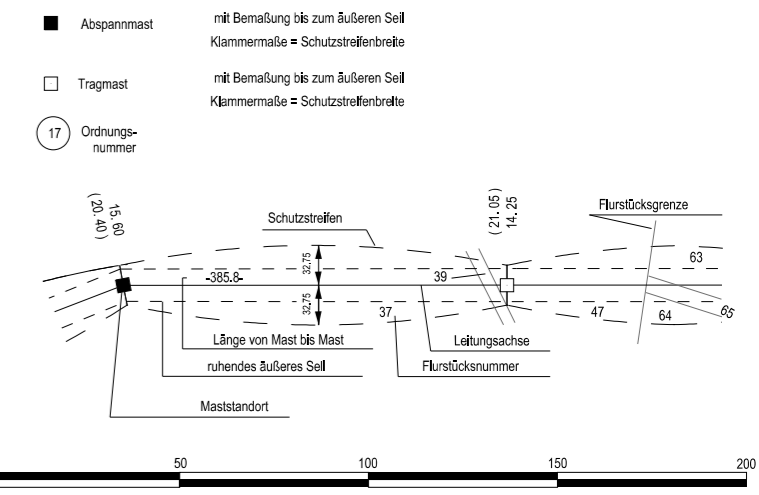 mit Bemaßung bis zum äußeren Seil
Abspannmast
Klammermaße = Schutzstreifenbreite
mit Bemaßung bis zum äußeren Seil
Tragmast
Klammermaße = Schutzstreifenbreite
17 Ordnungs-
nummer
15.60
(20.40)
(21.05)
14.25
Schutzstreifen
Flurstücksgrenze
63
32.75
-385.8-
39
32.75
37
47
64
65
Länge von Mast bis Mast
Leitungsachse
ruhendes äußeres Seil
Flurstücksnummer
Maststandort
50
100
150
200